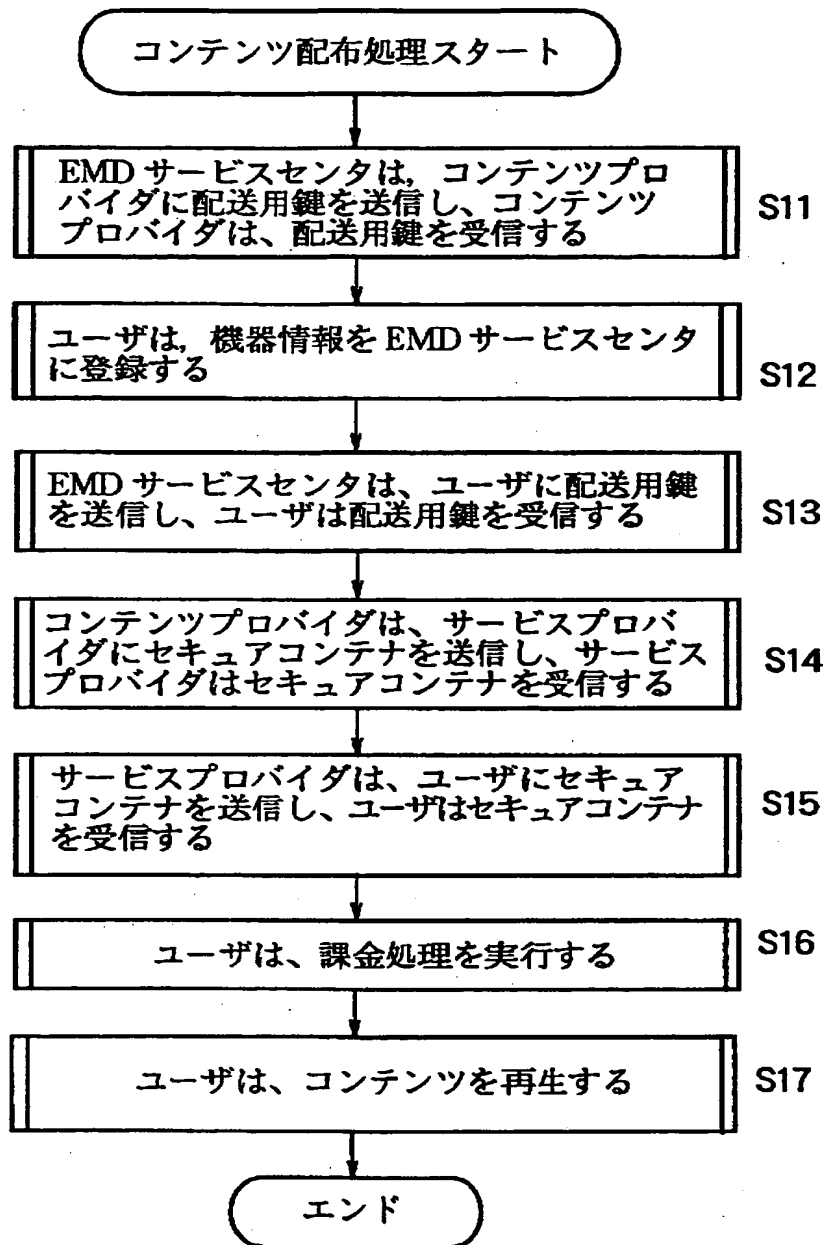 コンテンツ配布処理スタート
EMD サービスセンタは, コンテンツプロ
バイダに配送用鍵を送信し、コンテンツ
プロバイダは、配送用鍵を受信する
S11
ユーザは, 機器情報を EMD サービスセンタ
に登録する
S12
EMD サービスセンタは、ユーザに配送用鍵
を送信し、ユーザは配送用鍵を受信する
S13
コンテンツプロバイダは、サービスプロバ
イダにセキュアコンテナを送信し、サービス
プロバイダはセキュアコンテナを受信する
S14
サービスプロバイダは、ユーザにセキュア
コンテナを送信し、ユーザはセキュアコンテナ
を受信する
S15
ユーザは、課金処理を実行する
S16
ユーザは、コンテンツを再生する
S17
エンド